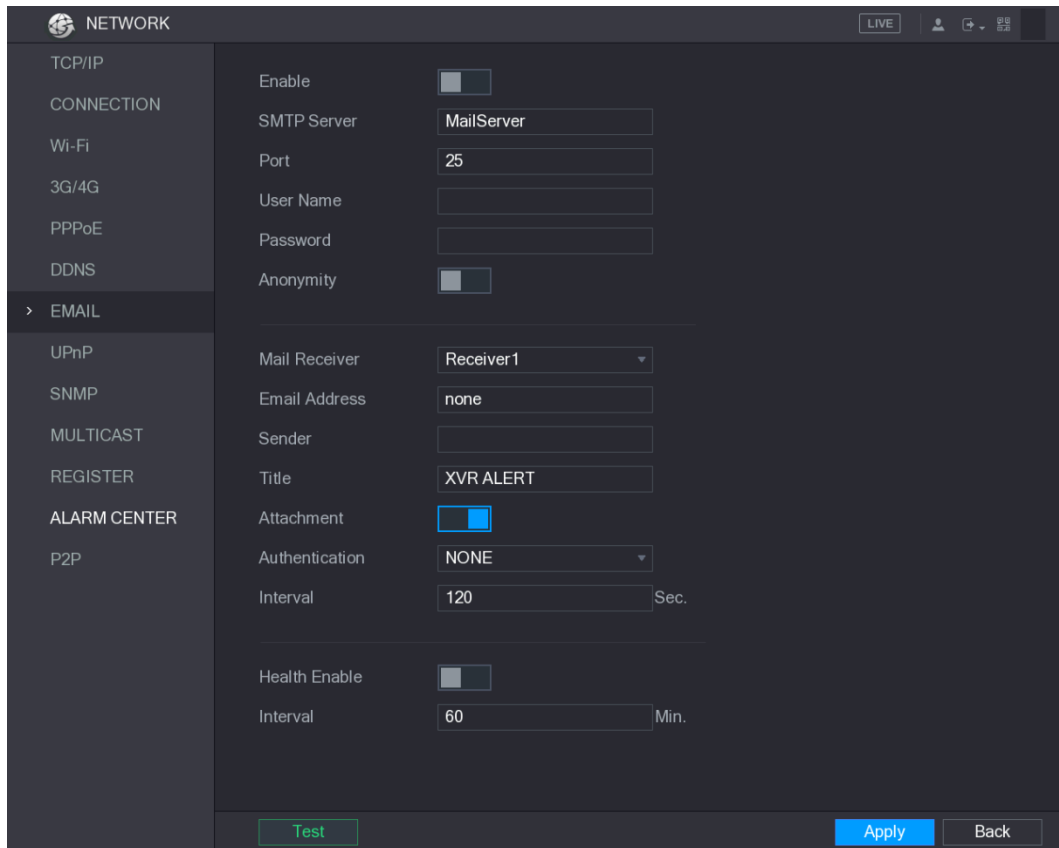 NETWORK
LIVE
TCP/IP
CONNECTION
Wi-Fi
3G/4G
PPPoE
DDNS
EMAIL
UPnP
SNMP
MULTICAST
REGISTER
ALARM CENTER
P2P
Enable
SMTP Server MailServer
Port 25
User Name
Password
Anonymity
Mail Receiver Receiver1
Email Address none
Sender
Title XVR ALERT
Attachment
Authentication NONE
Interval 120 Sec.
Health Enable
Interval 60 Min.
Test Apply Back